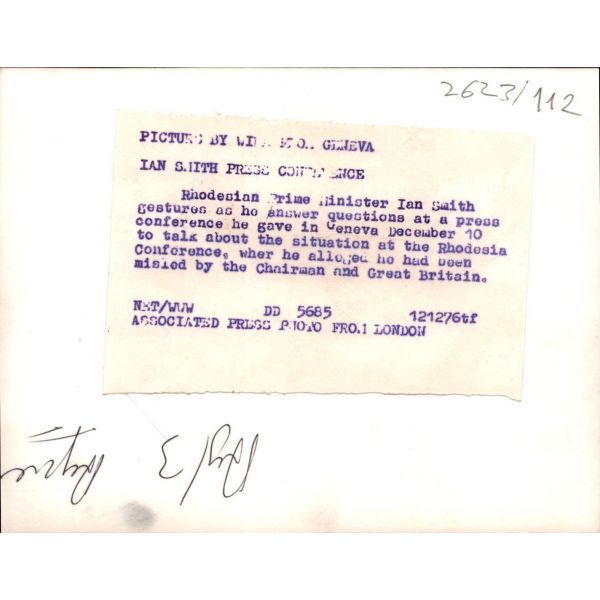 2623/112
PICTURE BY WIRE FROM GENEVA
IAN SMITH PRESS CONFERENCE
Rhodesian Prime Minister Ian Smith
gestures as he answer questions at a press
conference he gave in Geneva December 10
to talk about the situation at the Rhodesia
Conference, wher he alleged he had been
misled by the Chairman and Great Britain.
NET/WWW DD 5685 121276tf
ASSOCIATED PRESS PHOTO FROM LONDON